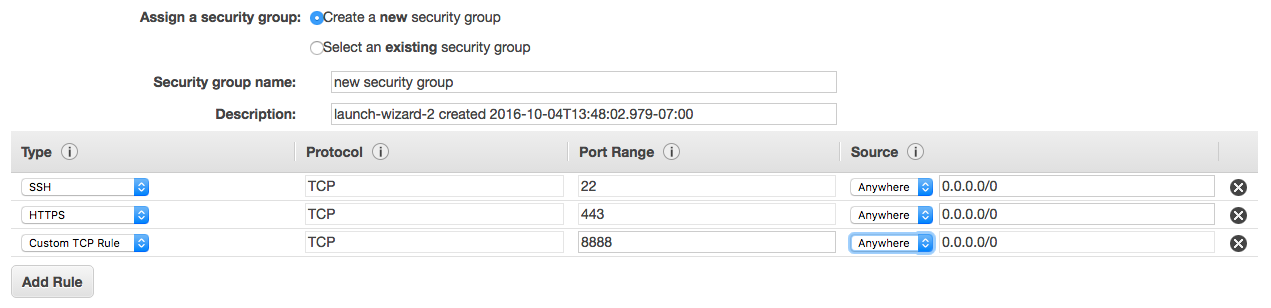 Assign a security group: Create a new security group
Select an existing security group
Security group name: new security group
Description: launch-wizard-2 created 2016-10-04T13:48:02.979-07:00
Type i Protocol i Port Range i Source i
SSH TCP 22 Anywhere 0.0.0.0/0
HTTPS TCP 443 Anywhere 0.0.0.0/0
Custom TCP Rule TCP 8888 Anywhere 0.0.0.0/0
Add Rule